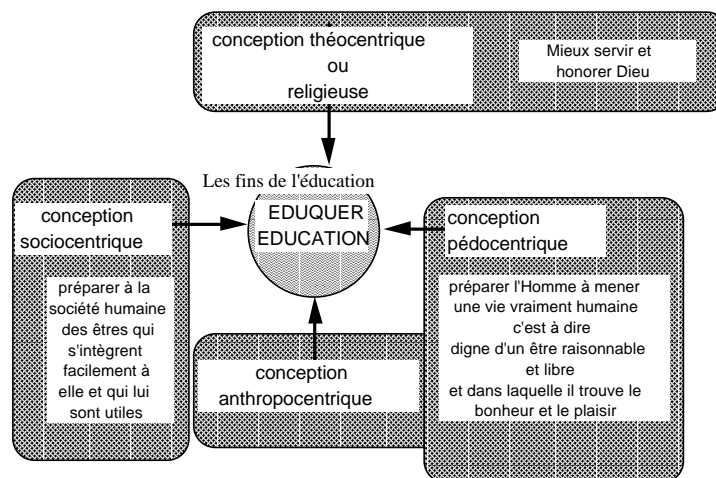 conception théocentrique
ou
religieuse
Mieux servir et
honorer Dieu
Les fins de l'éducation
EDUQUER
EDUCATION
conception
sociocentrique
préparer à la
société humaine
des êtres qui
s'intègrent
facilement à
elle et qui lui
sont utiles
conception
pédocentrique
préparer l'Homme à mener
une vie vraiment humaine
c'est à dire
digne d'un être raisonnable
et libre
et dans laquelle il trouve le
bonheur et le plaisir
conception
anthropocentrique